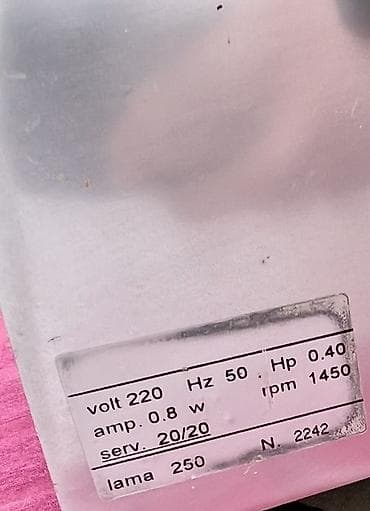 volt 220 Hz 50 . Hp 0.40
amp. 0.8 w rpm 1450
serv. 20/20
lama 250 N. 2242